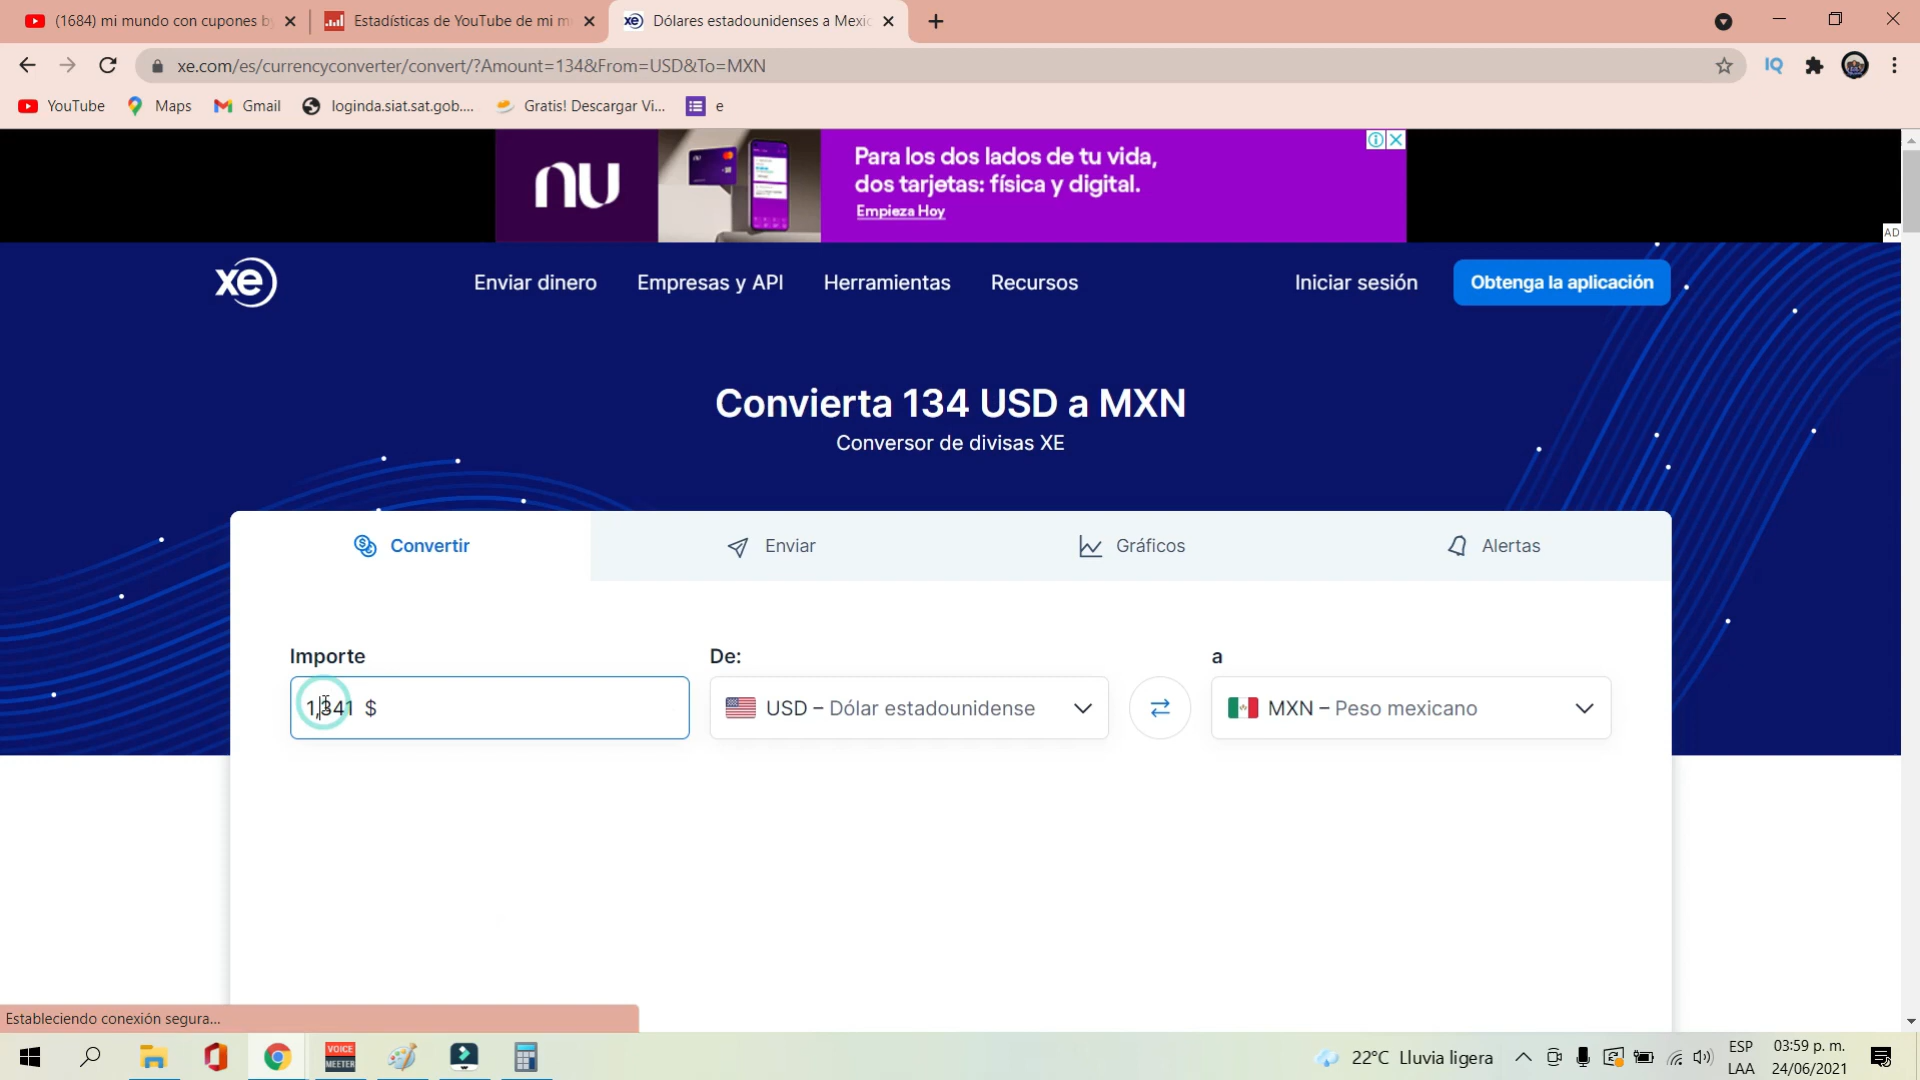 (1684) mi mundo con cupones by
Estadísticas de YouTube de mi m
xe Dólares estadounidenses a Mexic
xe.com/es/currencyconverter/convert/?Amount=134&From=USD&To=MXN
IQ
YouTube
Maps
Gmail
loginda.siat.sat.gob....
Gratis! Descargar Vi...
e
nu
Para los dos lados de tu vida,
dos tarjetas: física y digital.
Empieza Hoy
AD
xe
Enviar dinero
Empresas y API
Herramientas
Recursos
Iniciar sesión
Obtenga la aplicación
Convierta 134 USD a MXN
Conversor de divisas XE
Convertir
Enviar
Gráficos
Alertas
Importe
De:
a
1,341 $
USD – Dólar estadounidense
MXN – Peso mexicano
Estableciendo conexión segura...
VOICE
MEETER
22°C Lluvia ligera
ESP
LAA
03:59 p. m.
24/06/2021